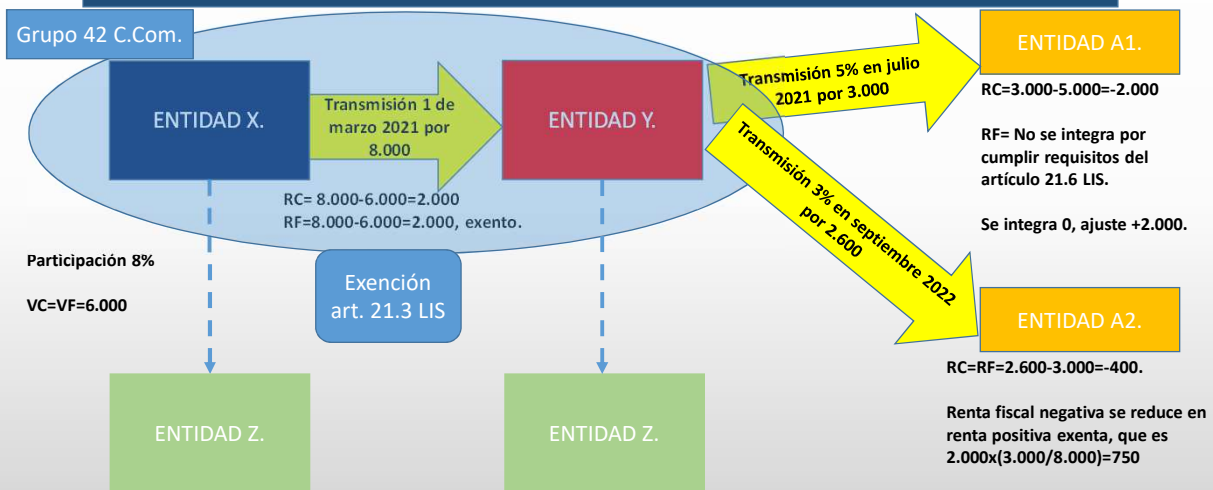 Grupo 42 C.Com.
ENTIDAD X.
Transmisión 1 de
marzo 2021 por
8.000
ENTIDAD Y.
RC= 8.000-6.000=2.000
RF=8.000-6.000=2.000, exento.
Participación 8%
VC=VF=6.000
Exención
art. 21.3 LIS
ENTIDAD Z.
ENTIDAD Z.
Transmisión 5% en julio
2021 por 3.000
ENTIDAD A1.
RC=3.000-5.000=-2.000
RF= No se integra por
cumplir requisitos del
artículo 21.6 LIS.
Se integra 0, ajuste +2.000.
Transmisión 3% en septiembre 2022
por 2.600
ENTIDAD A2.
RC=RF=2.600-3.000=-400.
Renta fiscal negativa se reduce en
renta positiva exenta, que es
2.000x(3.000/8.000)=750